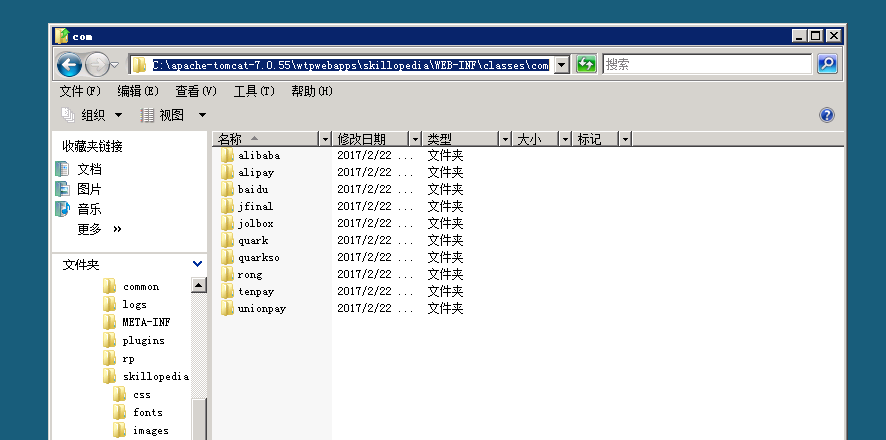 com
C:\apache-tomcat-7.0.55\wtpwebapps\skillopedia\WEB-INF\classes\com
搜索
文件(F) 编辑(E) 查看(V) 工具(T) 帮助(H)
组织 视图
收藏夹链接
文档
图片
音乐
更多 »
文件夹
common
logs
META-INF
plugins
rp
skillopedia
css
fonts
images
名称 修改日期 类型 大小 标记
alibaba 2017/2/22 ... 文件夹
alipay 2017/2/22 ... 文件夹
baidu 2017/2/22 ... 文件夹
jfinal 2017/2/22 ... 文件夹
jolbox 2017/2/22 ... 文件夹
quark 2017/2/22 ... 文件夹
quarkso 2017/2/22 ... 文件夹
rong 2017/2/22 ... 文件夹
tenpay 2017/2/22 ... 文件夹
unionpay 2017/2/22 ... 文件夹